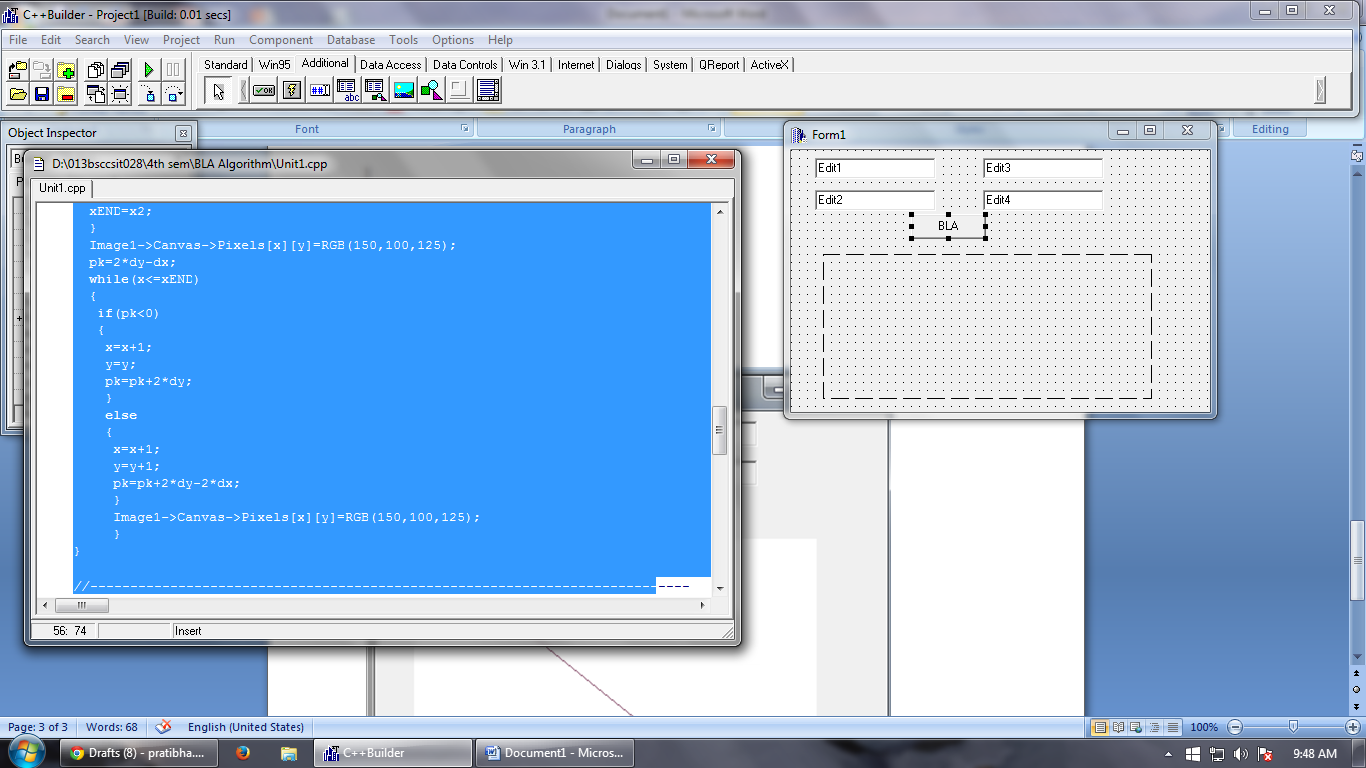 Document1 - Microsoft Word
C++Builder - Project1 [Build: 0.01 secs]
File Edit Search View Project Run Component Database Tools Options Help
Standard Win95 Additional Data Access Data Controls Win 3.1 Internet Dialogs System QReport ActiveX
OK
abc
Font Paragraph Editing
Object Inspector
D:\013bsccsit028\4th sem\BLA Algorithm\Unit1.cpp
Unit1.cpp
xEND=x2;
}
Image1->Canvas->Pixels[x][y]=RGB(150,100,125);
pk=2*dy-dx;
while(x<=xEND)
{
if(pk<0)
{
x=x+1;
y=y;
pk=pk+2*dy;
}
else
{
x=x+1;
y=y+1;
pk=pk+2*dy-2*dx;
}
Image1->Canvas->Pixels[x][y]=RGB(150,100,125);
}
}
//---------------------------------------------------------------------------
56: 74 Insert
Form1
Edit1 Edit3
Edit2 Edit4
BLA
Page: 3 of 3 Words: 68 English (United States) 100%
Drafts (8) - pratibha.... C++Builder Document1 - Micros... 9:48 AM